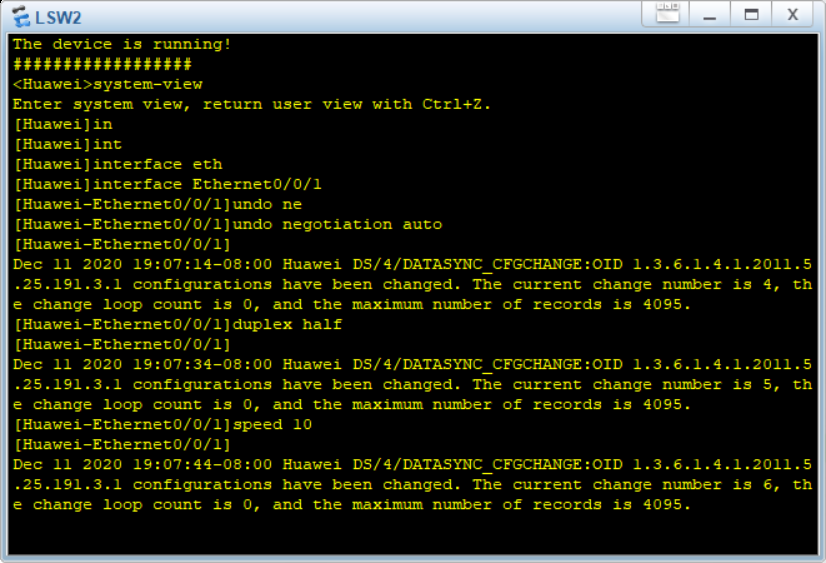 LSW2
The device is running!
##################
<Huawei>system-view
Enter system view, return user view with Ctrl+Z.
[Huawei]in
[Huawei]int
[Huawei]interface eth
[Huawei]interface Ethernet0/0/1
[Huawei-Ethernet0/0/1]undo ne
[Huawei-Ethernet0/0/1]undo negotiation auto
[Huawei-Ethernet0/0/1]
Dec 11 2020 19:07:14-08:00 Huawei DS/4/DATASYNC_CFGCHANGE:OID 1.3.6.1.4.1.2011.5
.25.191.3.1 configurations have been changed. The current change number is 4, th
e change loop count is 0, and the maximum number of records is 4095.
[Huawei-Ethernet0/0/1]duplex half
[Huawei-Ethernet0/0/1]
Dec 11 2020 19:07:34-08:00 Huawei DS/4/DATASYNC_CFGCHANGE:OID 1.3.6.1.4.1.2011.5
.25.191.3.1 configurations have been changed. The current change number is 5, th
e change loop count is 0, and the maximum number of records is 4095.
[Huawei-Ethernet0/0/1]speed 10
[Huawei-Ethernet0/0/1]
Dec 11 2020 19:07:44-08:00 Huawei DS/4/DATASYNC_CFGCHANGE:OID 1.3.6.1.4.1.2011.5
.25.191.3.1 configurations have been changed. The current change number is 6, th
e change loop count is 0, and the maximum number of records is 4095.